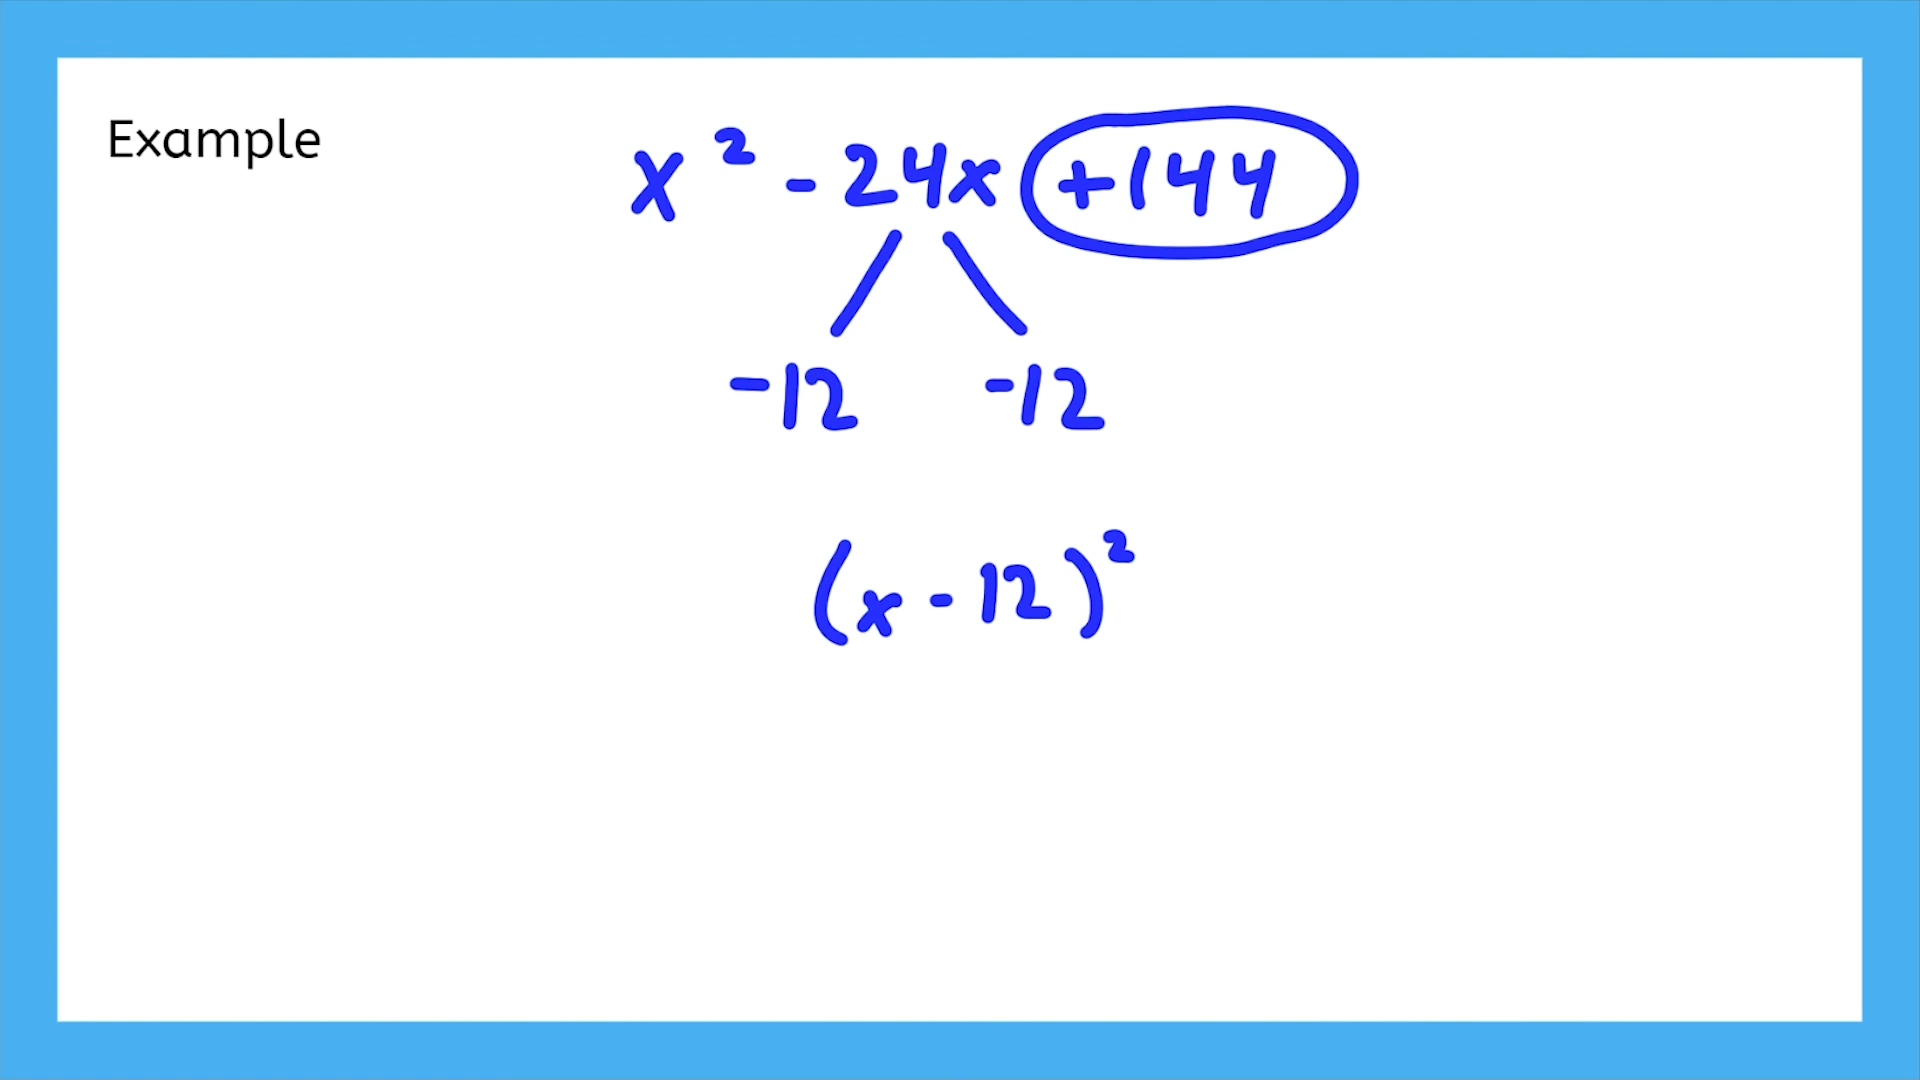 Example
x² - 24x +144
-12 -12
(x - 12)²